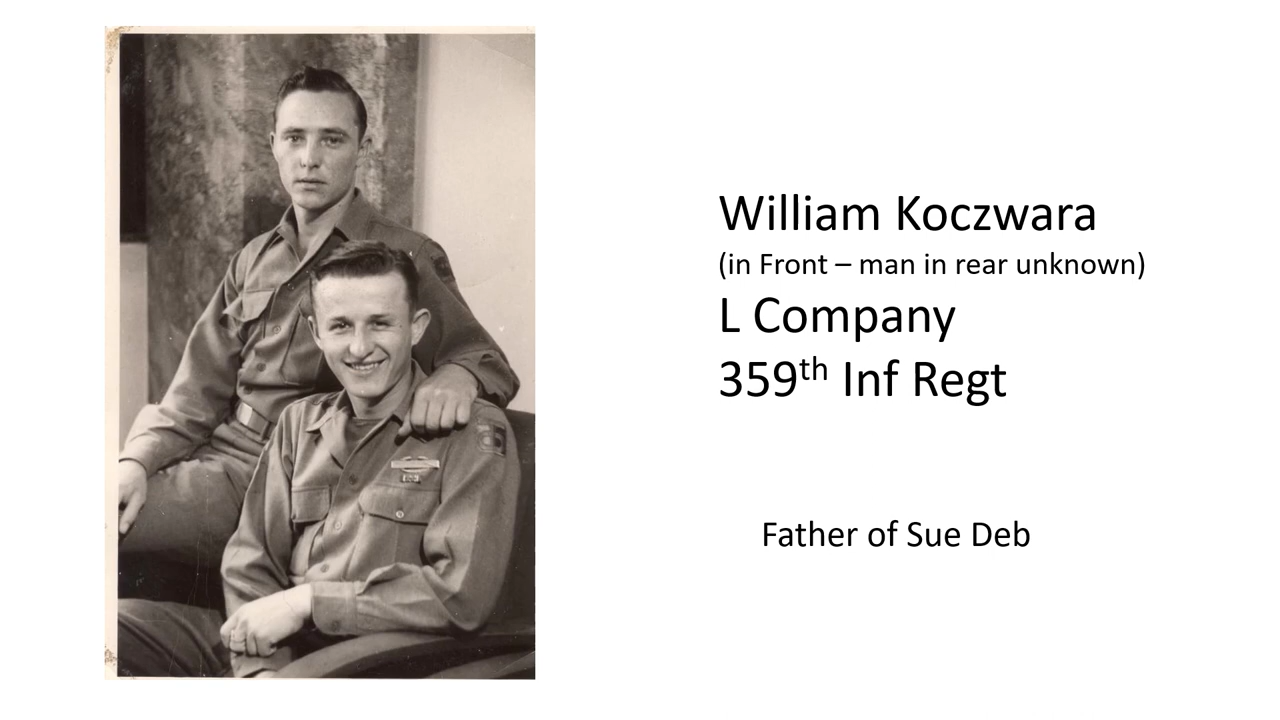 William Koczwara
(in Front – man in rear unknown)
L Company
359th Inf Regt
Father of Sue Deb